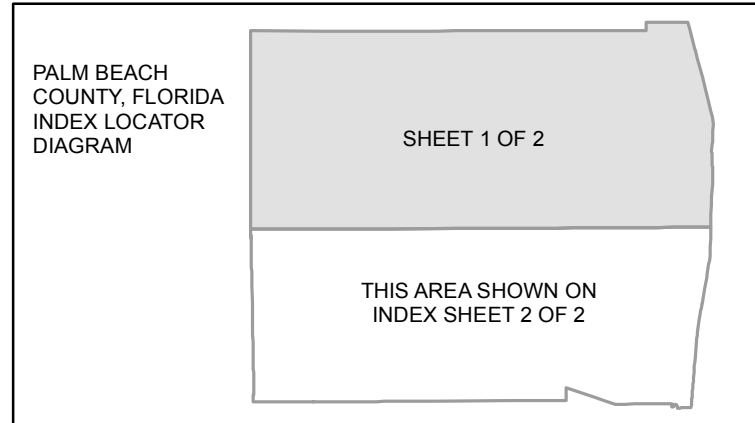 PALM BEACH
COUNTY, FLORIDA
INDEX LOCATOR
DIAGRAM
SHEET 1 OF 2
THIS AREA SHOWN ON
INDEX SHEET 2 OF 2